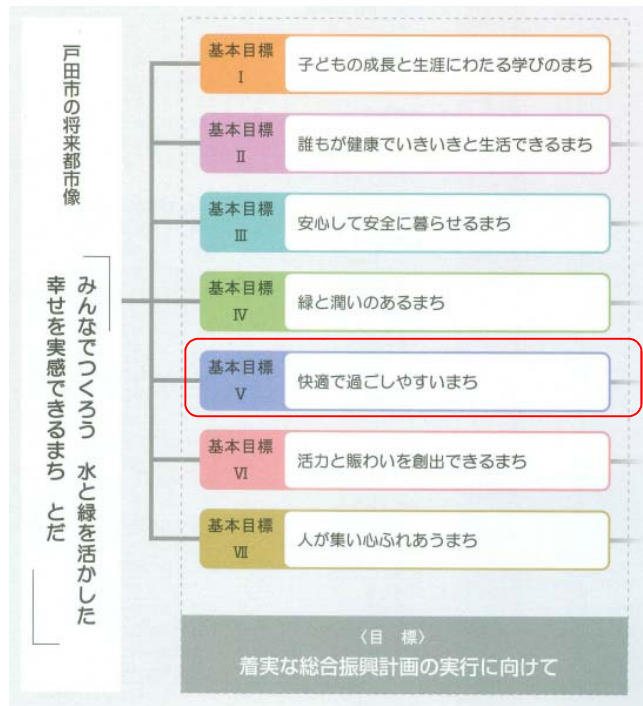 戸田市の将来都市像
みんなでつくろう 水と緑を活かした
幸せを実感できるまち とだ
基本目標
Ⅰ
子どもの成長と生涯にわたる学びのまち
基本目標
Ⅱ
誰もが健康でいきいきと生活できるまち
基本目標
Ⅲ
安心して安全に暮らせるまち
基本目標
Ⅳ
緑と潤いのあるまち
基本目標
Ⅴ
快適で過ごしやすいまち
基本目標
Ⅵ
活力と賑わいを創出できるまち
基本目標
Ⅶ
人が集い心ふれあうまち
〈目 標〉
着実な総合振興計画の実行に向けて